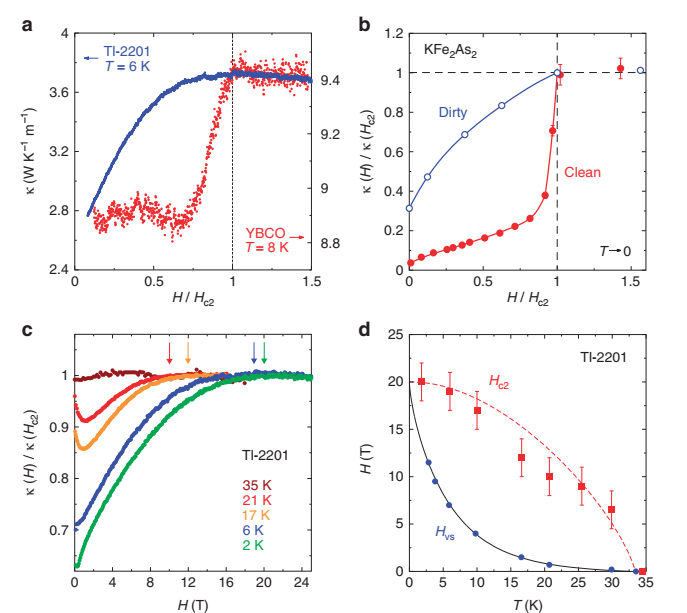 a
κ (W K⁻¹ m⁻¹)
4
3.6
3.2
2.8
2.4
Tl-2201
T = 6 K
YBCO
T = 8 K
9.4
9.2
9
8.8
0
0.5
1
1.5
H / Hc2
b
κ (H) / κ (Hc2)
1.2
1
0.8
0.6
0.4
0.2
0
KFe₂As₂
Dirty
Clean
T→0
0
0.5
1
1.5
H / Hc2
c
κ (H) / κ (Hc2)
1
0.9
0.8
0.7
Tl-2201
35 K
21 K
17 K
6 K
2 K
0
4
8
12
16
20
24
H (T)
d
H (T)
25
20
15
10
5
0
Tl-2201
Hc2
Hvs
0
5
10
15
20
25
30
35
T (K)